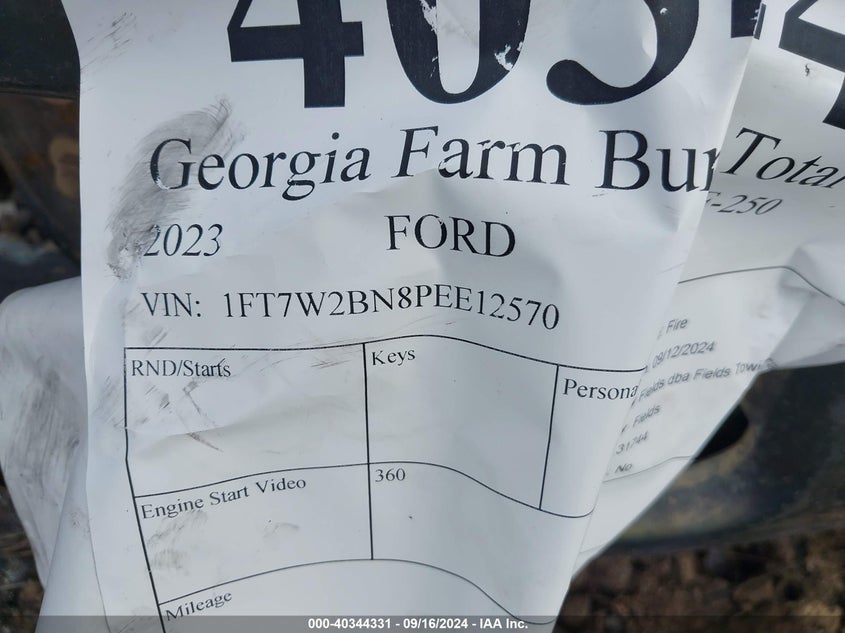 403
Georgia Farm Bur
Total
2023 FORD
-250
VIN: 1FT7W2BN8PEE12570
RND/Starts
Keys
Persona
Fire
09/12/2024
Fields dba Fields Tow
Fields
31744
No
Engine Start Video
360
Mileage
000-40344331 - 09/16/2024 - IAA Inc.